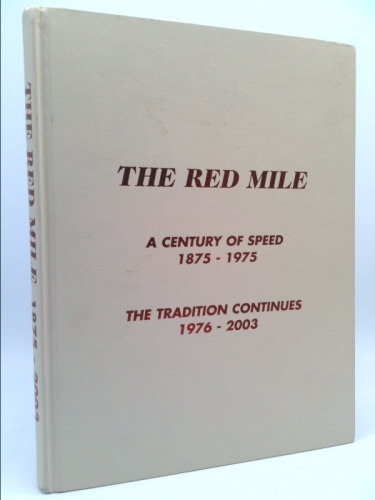 THE RED MILE
A CENTURY OF SPEED
1875 - 1975
THE TRADITION CONTINUES
1976 - 2003
THE RED MILE 1875 - 2003